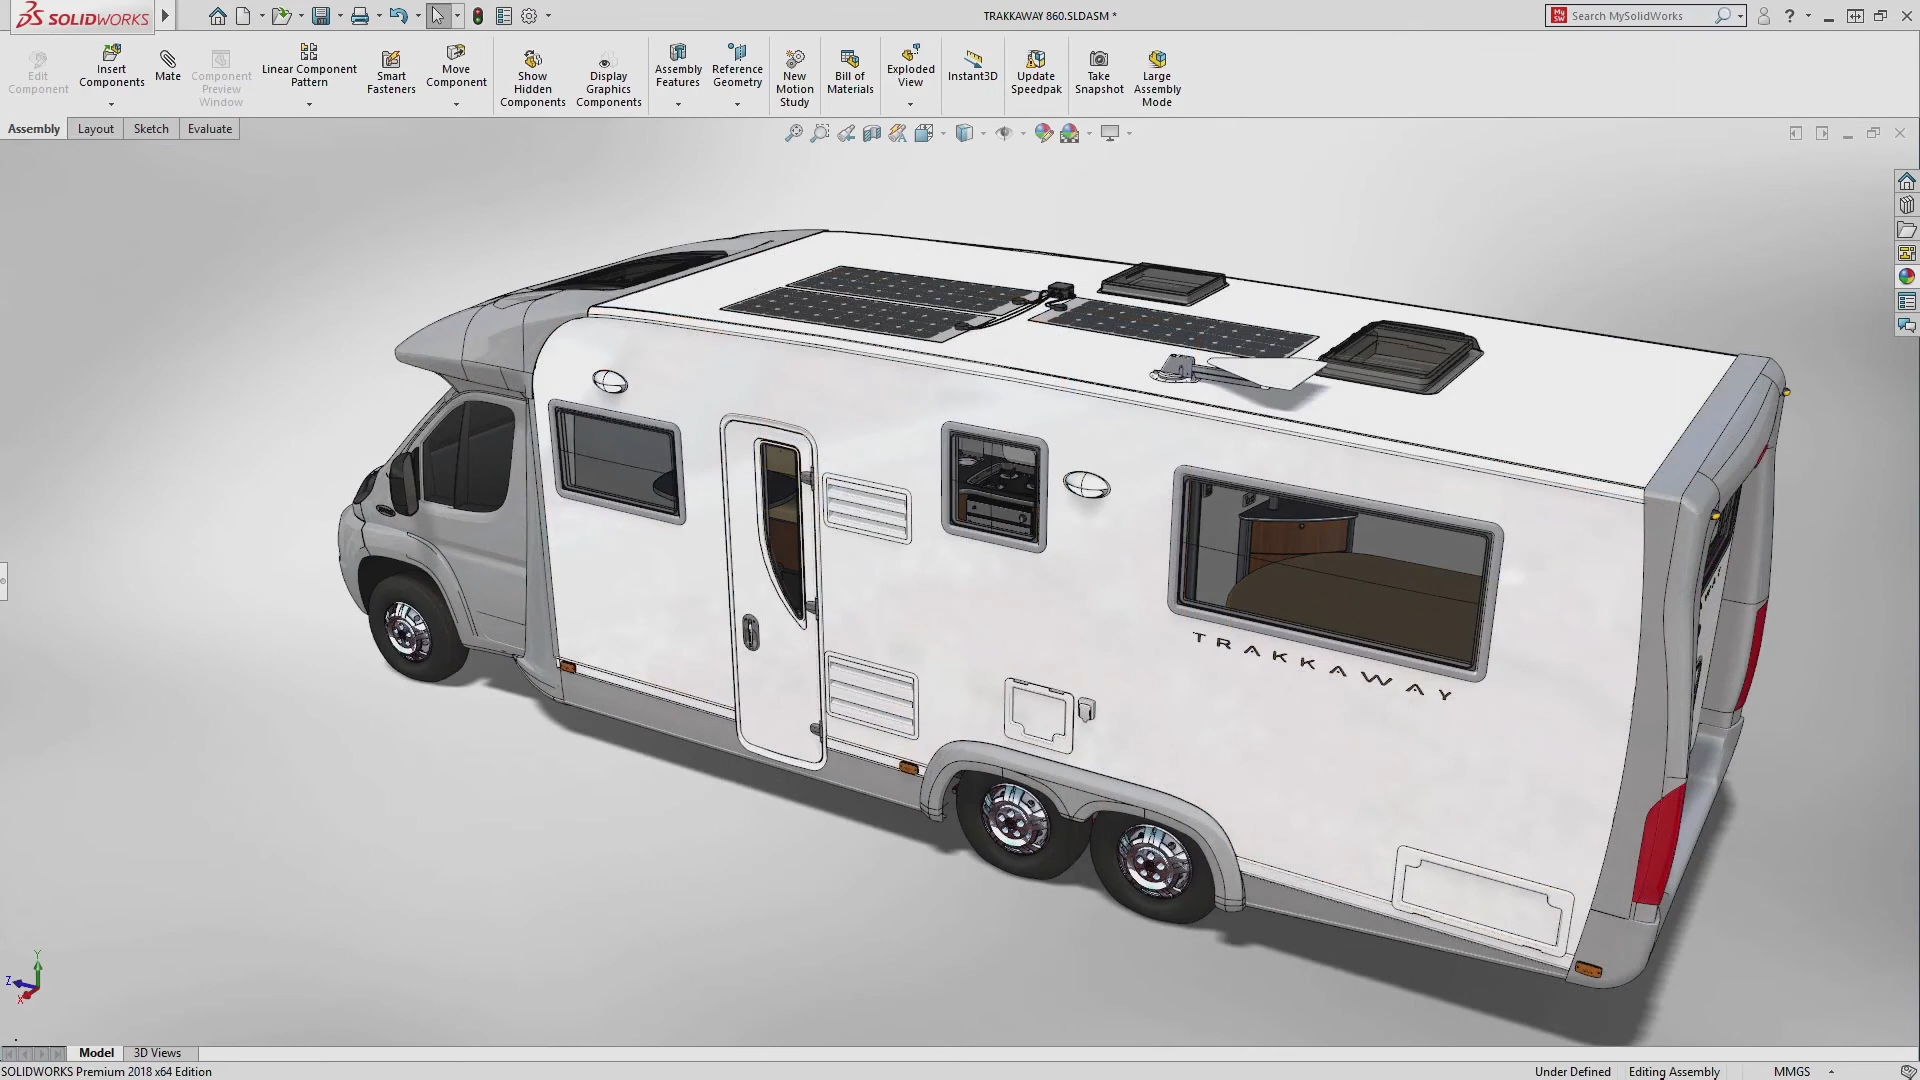 SOLIDWORKS
TRAKKAWAY 860.SLDASM *
My SW
Search MySolidWorks
?
Edit Component
Insert Components
Mate
Component Preview Window
Linear Component Pattern
Smart Fasteners
Move Component
Show Hidden Components
Display Graphics Components
Assembly Features
Reference Geometry
New Motion Study
Bill of Materials
Exploded View
Instant3D
Update Speedpak
Take Snapshot
Large Assembly Mode
Assembly
Layout
Sketch
Evaluate
TRAKKAWAY
Y
Z
X
Model
3D Views
SOLIDWORKS Premium 2018 x64 Edition
Under Defined
Editing Assembly
MMGS